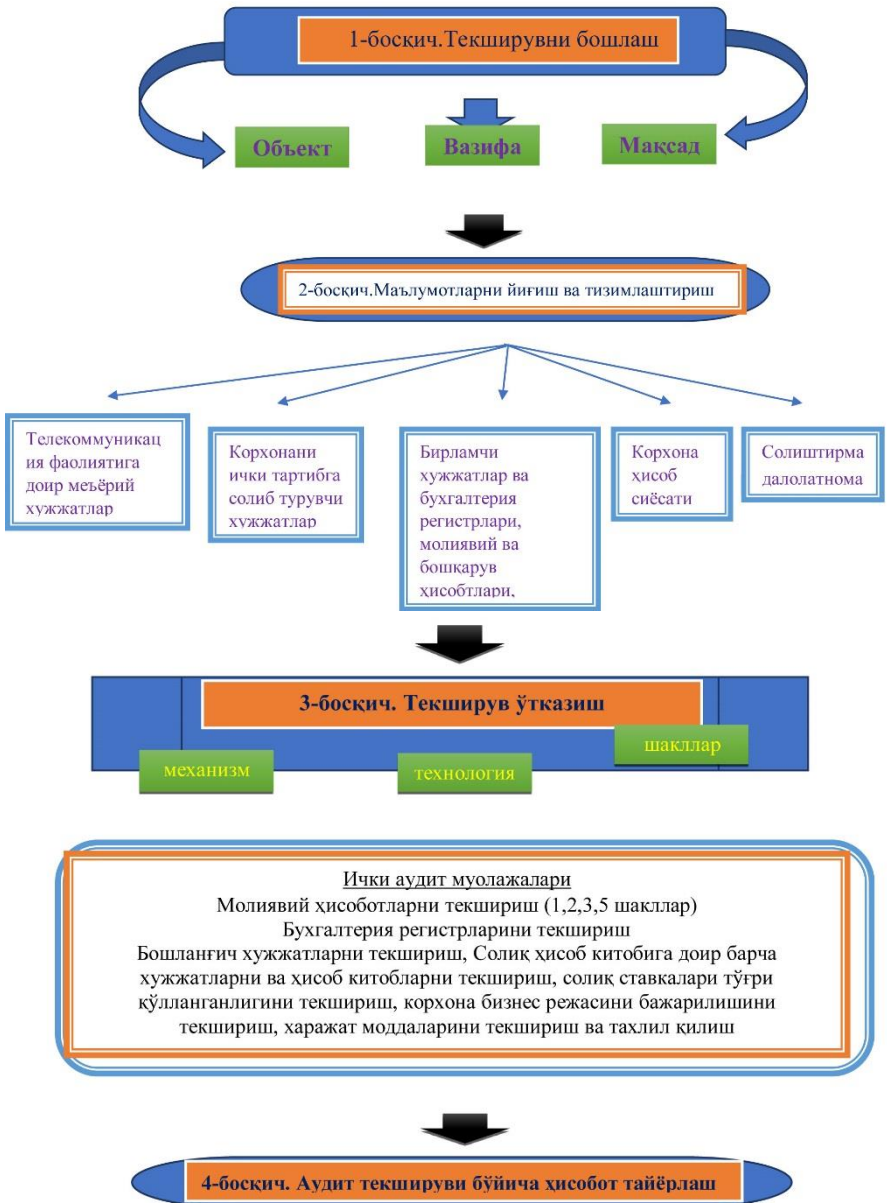 1-босқич.Текширувни бошлаш
Объект
Вазифа
Мақсад
2-босқич.Маълумотларни йиғиш ва тизимлаштириш
Телекоммуникац
ия фаолиятига
доир меъёрий
хужжатлар
Корхонани
ички тартибга
солиб турувчи
хужжатлар
Бирламчи
хужжатлар ва
бухгалтерия
регистрлари,
молиявий ва
бошқарув
ҳисобтлари,
Корхона
ҳисоб
сиёсати
Солиштирма
далолатнома
3-босқич. Текширув ўтказиш
механизм
технология
шакллар
Ички аудит муолажалари
Молиявий ҳисоботларни текшириш (1,2,3,5 шакллар)
Бухгалтерия регистрларини текшириш
Бошланғич хужжатларни текшириш, Солиқ ҳисоб китобига доир барча
хужжатларни ва ҳисоб китобларни текшириш, солиқ ставкалари тўғри
қўлланганлигини текшириш, корхона бизнес режасини бажарилишини
текшириш, харажат моддаларини текшириш ва тахлил қилиш
4-босқич. Аудит текшируви бўйича ҳисобот тайёрлаш